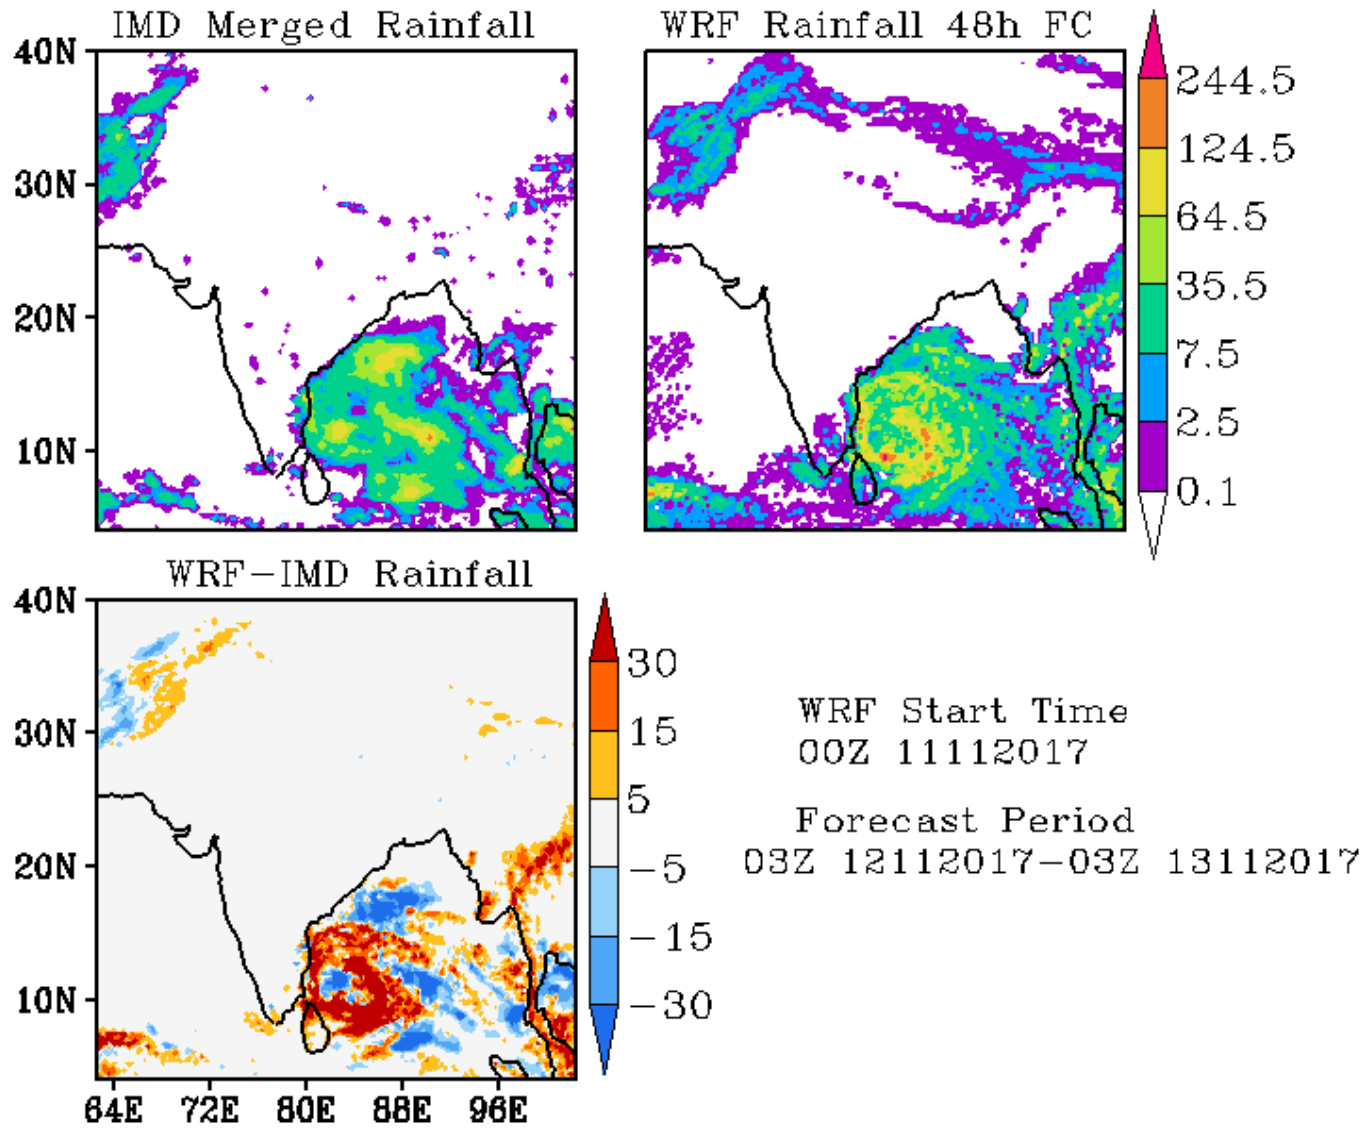 IMD Merged Rainfall
WRF Rainfall 48h FC
40N
30N
20N
10N
244.5
124.5
64.5
35.5
7.5
2.5
0.1
WRF-IMD Rainfall
40N
30N
20N
10N
64E 72E 80E 88E 96E
30
15
5
-5
-15
-30
WRF Start Time
00Z 11112017
Forecast Period
03Z 12112017-03Z 13112017